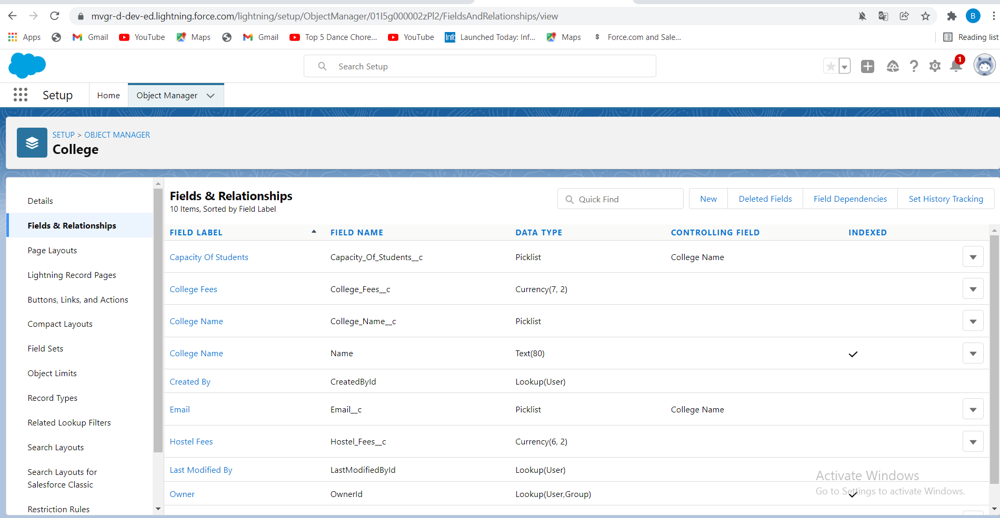 mvgr-d-dev-ed.lightning.force.com/lightning/setup/ObjectManager/01I5g000002zPl2/FieldsAndRelationships/view
B
Apps Gmail YouTube Maps Gmail Top 5 Dance Chore... YouTube Info Launched Today: Inf... Maps $ Force.com and Sale... Reading list
Search Setup
1
Setup Home Object Manager
SETUP > OBJECT MANAGER
College
Details
Fields & Relationships
Page Layouts
Lightning Record Pages
Buttons, Links, and Actions
Compact Layouts
Field Sets
Object Limits
Record Types
Related Lookup Filters
Search Layouts
Search Layouts for
Salesforce Classic
Restriction Rules
Fields & Relationships
10 Items, Sorted by Field Label
Quick Find New Deleted Fields Field Dependencies Set History Tracking
FIELD LABEL FIELD NAME DATA TYPE CONTROLLING FIELD INDEXED
Capacity Of Students Capacity_Of_Students__c Picklist College Name
College Fees College_Fees__c Currency(7, 2)
College Name College_Name__c Picklist
College Name Name Text(80)
Created By CreatedById Lookup(User)
Email Email__c Picklist College Name
Hostel Fees Hostel_Fees__c Currency(6, 2)
Last Modified By LastModifiedById Lookup(User)
Owner OwnerId Lookup(User,Group)
Activate Windows
Go to Settings to activate Windows.